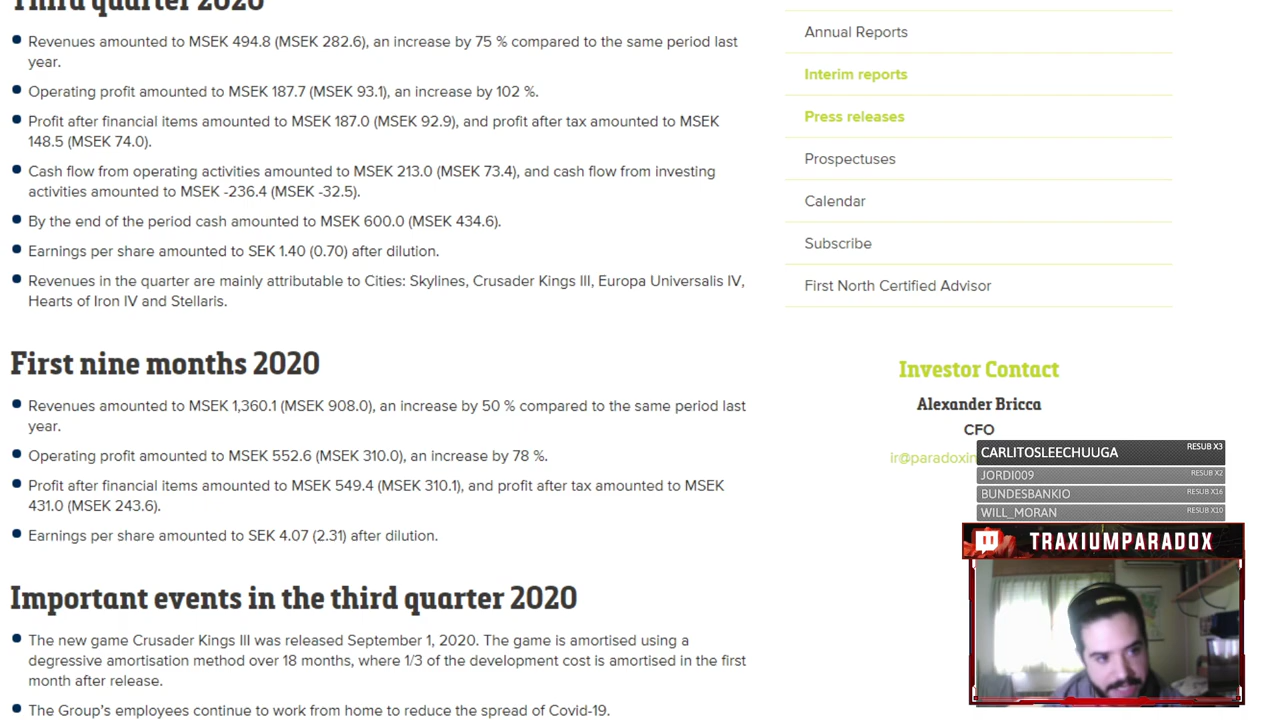 Third quarter 2020
Revenues amounted to MSEK 494.8 (MSEK 282.6), an increase by 75 % compared to the same period last
year.
Operating profit amounted to MSEK 187.7 (MSEK 93.1), an increase by 102 %.
Profit after financial items amounted to MSEK 187.0 (MSEK 92.9), and profit after tax amounted to MSEK
148.5 (MSEK 74.0).
Cash flow from operating activities amounted to MSEK 213.0 (MSEK 73.4), and cash flow from investing
activities amounted to MSEK -236.4 (MSEK -32.5).
By the end of the period cash amounted to MSEK 600.0 (MSEK 434.6).
Earnings per share amounted to SEK 1.40 (0.70) after dilution.
Revenues in the quarter are mainly attributable to Cities: Skylines, Crusader Kings III, Europa Universalis IV,
Hearts of Iron IV and Stellaris.
First nine months 2020
Revenues amounted to MSEK 1,360.1 (MSEK 908.0), an increase by 50 % compared to the same period last
year.
Operating profit amounted to MSEK 552.6 (MSEK 310.0), an increase by 78 %.
Profit after financial items amounted to MSEK 549.4 (MSEK 310.1), and profit after tax amounted to MSEK
431.0 (MSEK 243.6).
Earnings per share amounted to SEK 4.07 (2.31) after dilution.
Important events in the third quarter 2020
The new game Crusader Kings III was released September 1, 2020. The game is amortised using a
degressive amortisation method over 18 months, where 1/3 of the development cost is amortised in the first
month after release.
The Group's employees continue to work from home to reduce the spread of Covid-19.
Annual Reports
Interim reports
Press releases
Prospectuses
Calendar
Subscribe
First North Certified Advisor
Investor Contact
Alexander Bricca
CFO
ir@paradoxin
CARLITOSLEECHUUGA RESUB X3
JORDI009 RESUB X2
BUNDESBANKIO RESUB X16
WILL_MORAN RESUB X10
TRAXIUMPARADOX